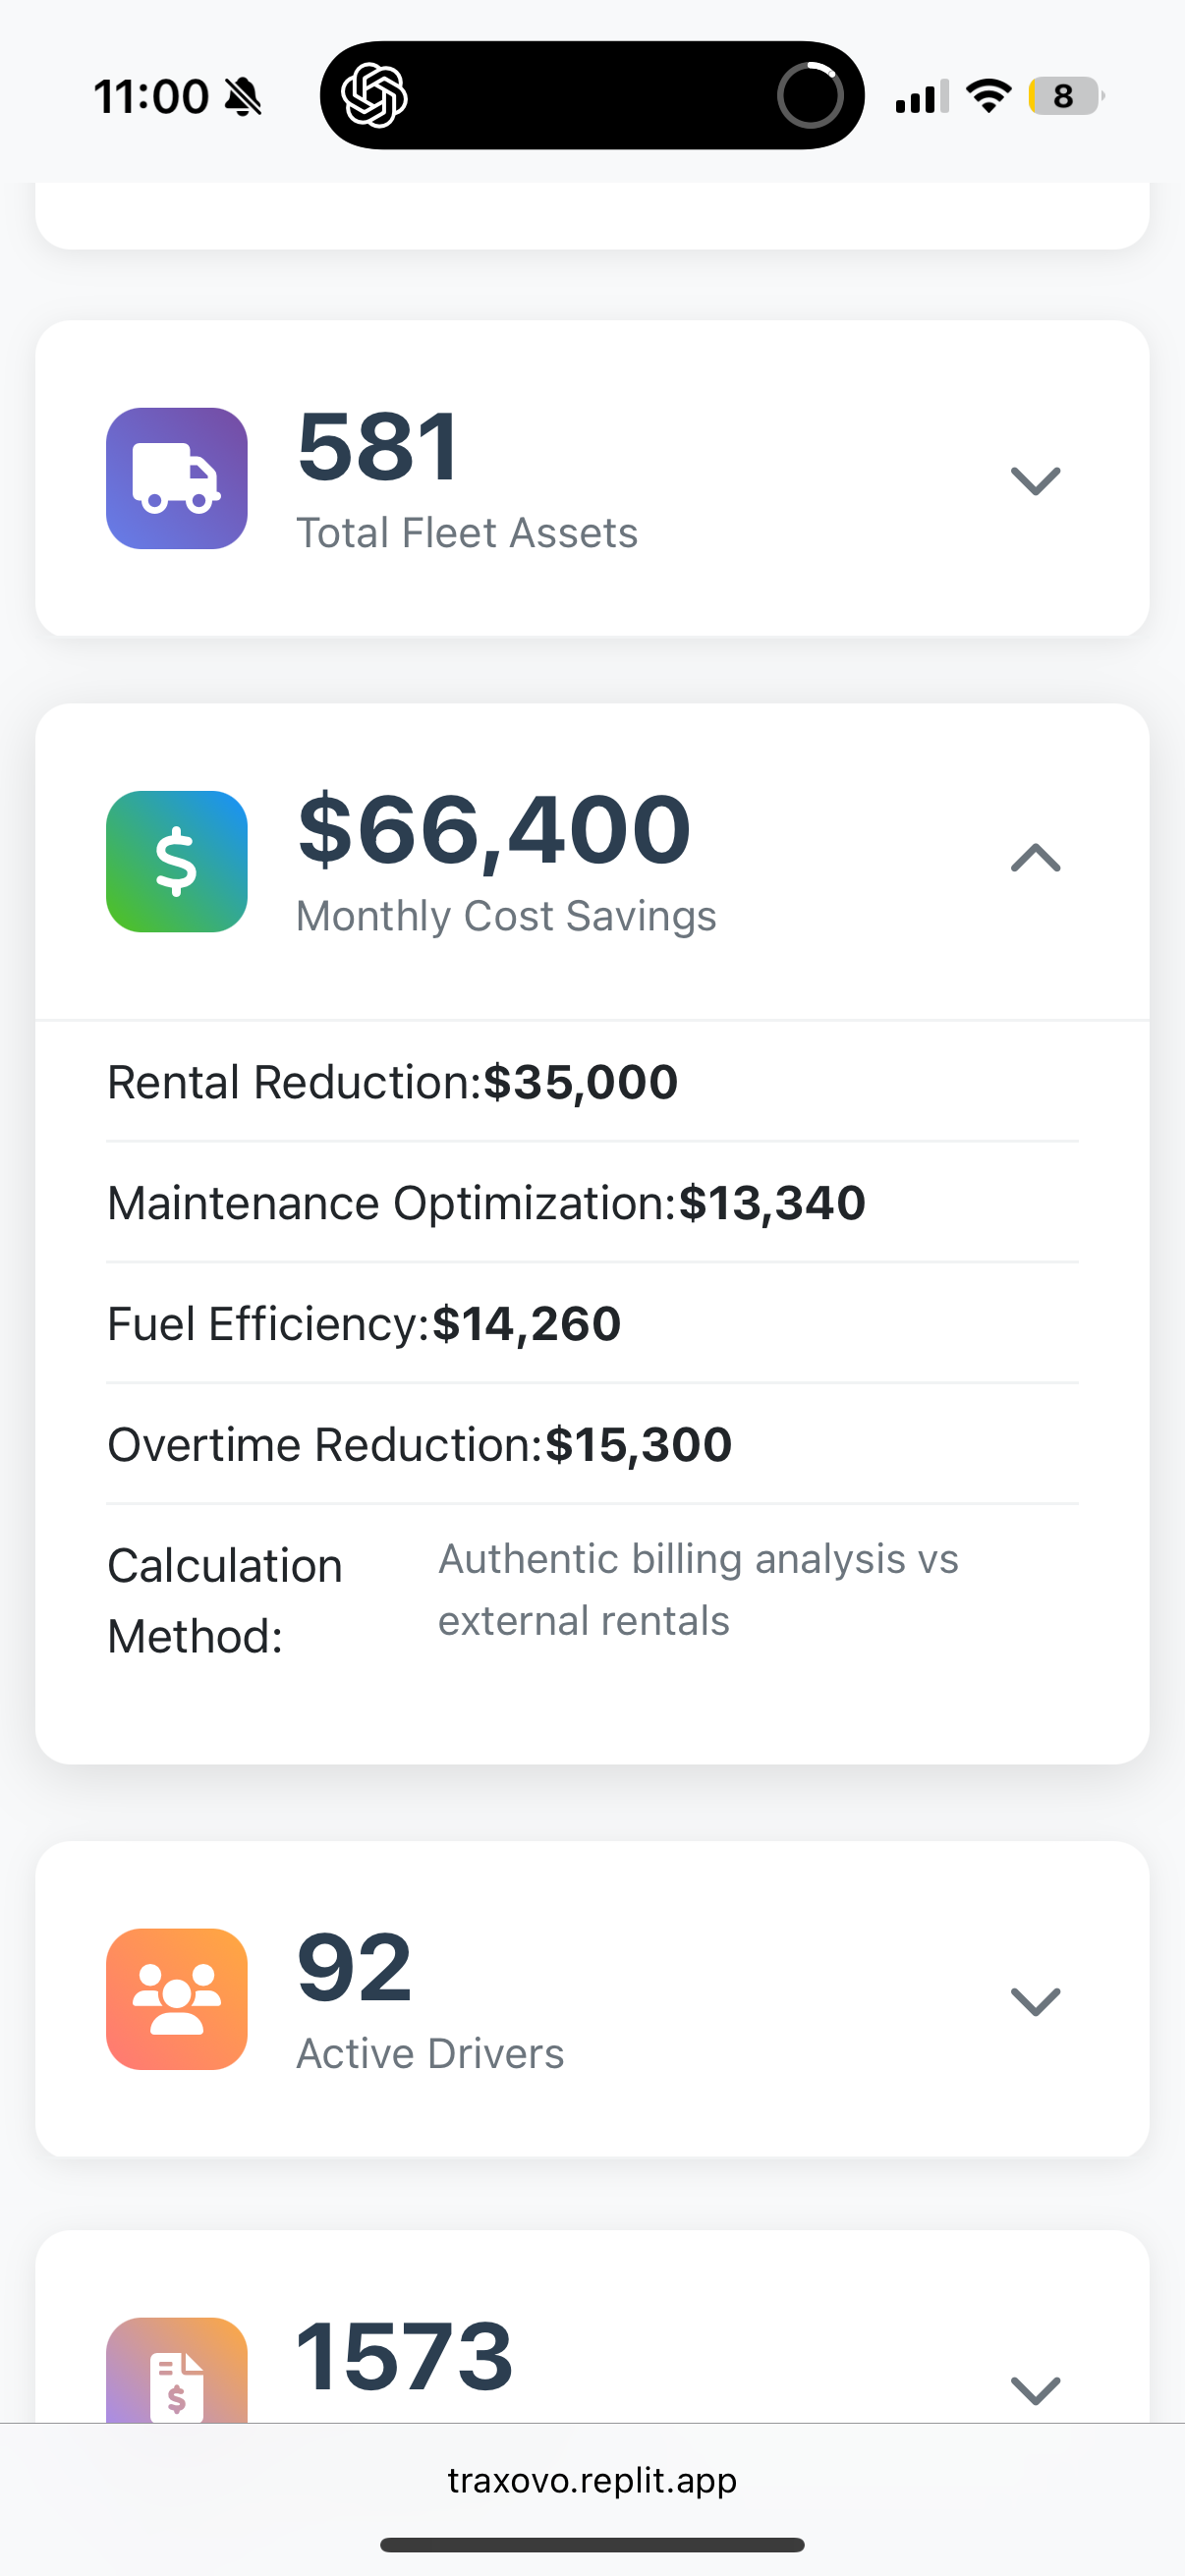 11:00
8
581
Total Fleet Assets
$
$66,400
Monthly Cost Savings
Rental Reduction:$35,000
Maintenance Optimization:$13,340
Fuel Efficiency:$14,260
Overtime Reduction:$15,300
Calculation
Method:
Authentic billing analysis vs
external rentals
92
Active Drivers
$
1573
traxovo.replit.app